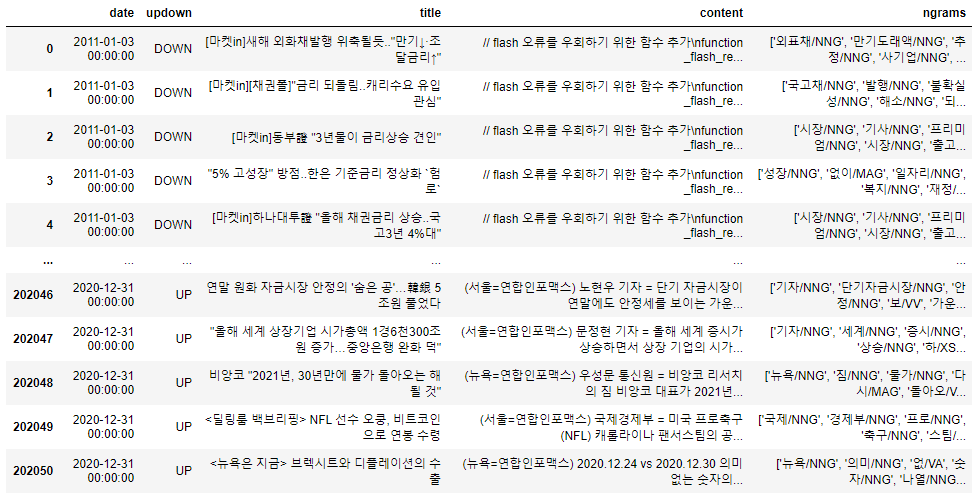 date updown title content ngrams
0 2011-01-03 00:00:00 DOWN [마켓in]새해 외화채발행 위축될듯.."만기↓·조달금리↑" // flash 오류를 우회하기 위한 함수 추가\nfunction _flash_re... ['외표채/NNG', '만기도래액/NNG', '추정/NNG', '사기업/NNG', ...
1 2011-01-03 00:00:00 DOWN [마켓in][채권폴]"금리 되돌림..캐리수요 유입 관심" // flash 오류를 우회하기 위한 함수 추가\nfunction _flash_re... ['국고채/NNG', '발행/NNG', '불확실성/NNG', '해소/NNG', '되...
2 2011-01-03 00:00:00 DOWN [마켓in]동부證 "3년물이 금리상승 견인" // flash 오류를 우회하기 위한 함수 추가\nfunction _flash_re... ['시장/NNG', '기사/NNG', '프리미엄/NNG', '시장/NNG', '출고...
3 2011-01-03 00:00:00 DOWN "5% 고성장" 방점..한은 기준금리 정상화 `험로` // flash 오류를 우회하기 위한 함수 추가\nfunction _flash_re... ['성장/NNG', '없이/MAG', '일자리/NNG', '복지/NNG', '재정/...
4 2011-01-03 00:00:00 DOWN [마켓in]하나대투證 "올해 채권금리 상승..국고3년 4%대" // flash 오류를 우회하기 위한 함수 추가\nfunction _flash_re... ['시장/NNG', '기사/NNG', '프리미엄/NNG', '시장/NNG', '출고...
... ... ... ... ... ...
202046 2020-12-31 00:00:00 UP 연말 원화 자금시장 안정의 '숨은 공'…韓銀 5조원 풀었다 (서울=연합인포맥스) 노현우 기자 = 단기 자금시장이 연말에도 안정세를 보이는 가운... ['기자/NNG', '단기자금시장/NNG', '안정/NNG', '보/VV', '가운...
202047 2020-12-31 00:00:00 UP "올해 세계 상장기업 시가총액 1경6천300조원 증가…중앙은행 완화 덕" (서울=연합인포맥스) 문정현 기자 = 올해 세계 증시가 상승하면서 상장 기업의 시가... ['기자/NNG', '세계/NNG', '증시/NNG', '상승/NNG', '하/XS...
202048 2020-12-31 00:00:00 UP 비앙코 "2021년, 30년만에 물가 돌아오는 해 될 것" (뉴욕=연합인포맥스) 우성문 통신원 = 비앙코 리서치의 짐 비앙코 대표가 2021년... ['뉴욕/NNG', '짐/NNG', '물가/NNG', '다시/MAG', '돌아오/V...
202049 2020-12-31 00:00:00 UP <딜링룸 백브리핑> NFL 선수 오쿵, 비트코인으로 연봉 수령 (서울=연합인포맥스) 국제경제부 = 미국 프로축구(NFL) 캐롤라이나 팬서스팀의 공... ['국제/NNG', '경제부/NNG', '프로/NNG', '축구/NNG', '스팀/...
202050 2020-12-31 00:00:00 UP <뉴욕은 지금> 브렉시트와 디플레이션의 수출 (뉴욕=연합인포맥스) 2020.12.24 vs 2020.12.30 의미 없는 숫자의... ['뉴욕/NNG', '의미/NNG', '없/VA', '숫자/NNG', '나열/NNG...